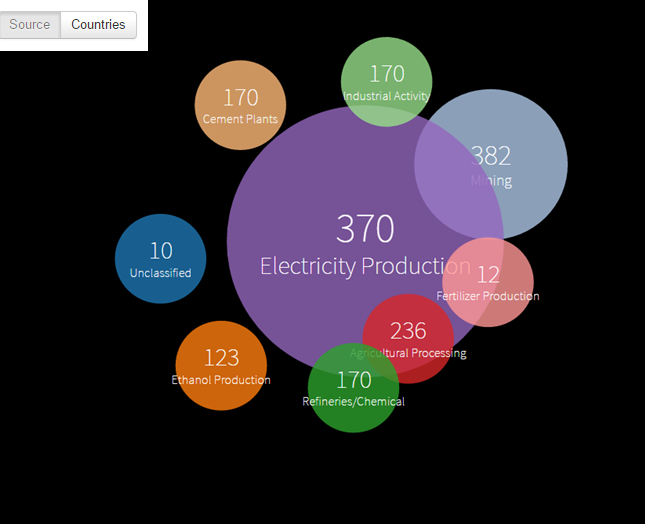 Source
Countries
170
Industrial Activity
170
Cement Plants
382
Mining
370
Electricity Production
10
Unclassified
12
Fertilizer Production
236
Agricultural Processing
123
Ethanol Production
170
Refineries/Chemical